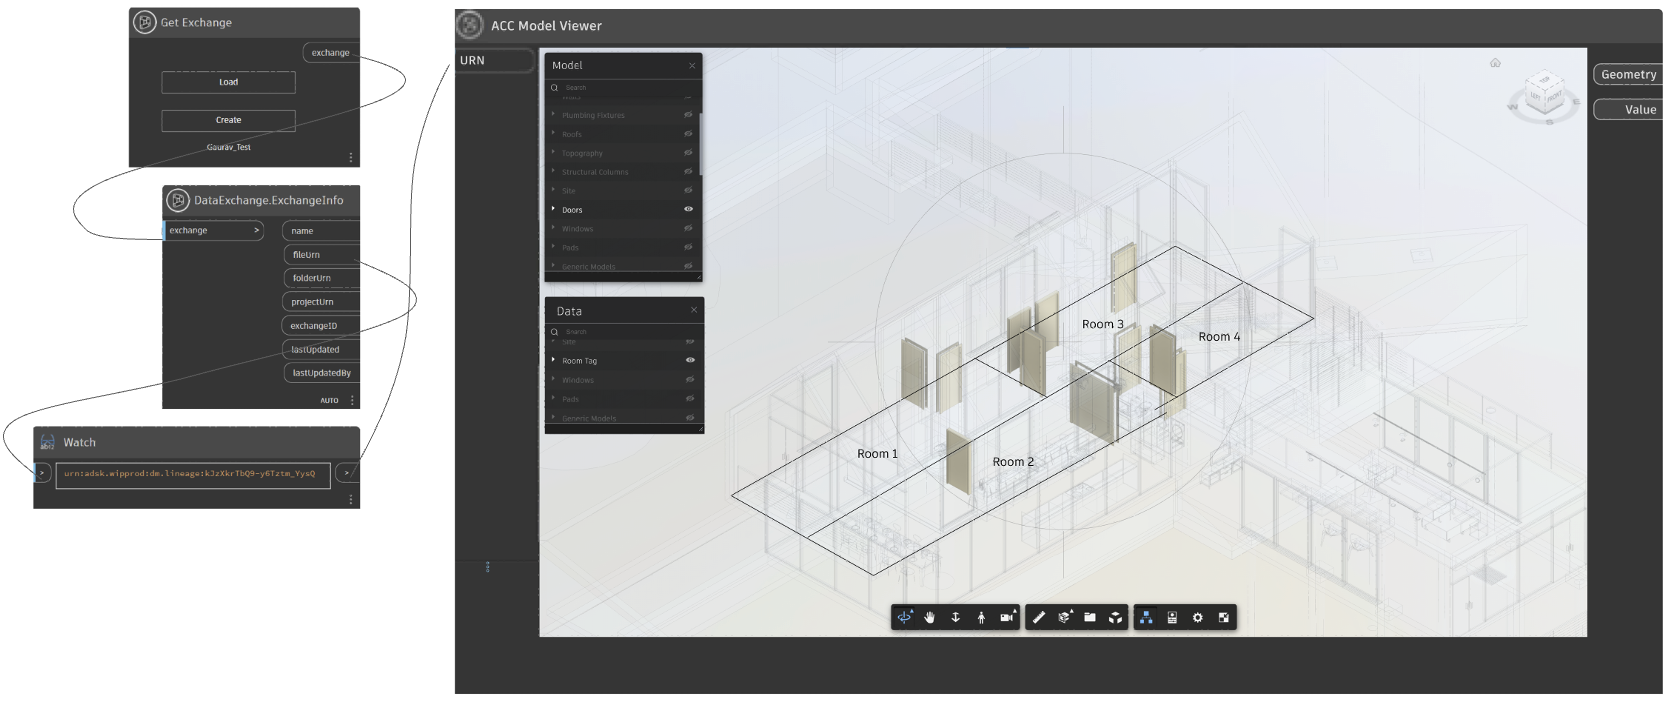 Get Exchange
exchange
Load
Create
Gaurav_Test
DataExchange.ExchangeInfo
exchange >
name
fileUrn
folderUrn
projectUrn
exchangeID
lastUpdated
lastUpdatedBy
AUTO
Watch
> urn:adsk.wipprod:dm.lineage:kJzXkrTbQ9-y6Tztm_YysQ >
ACC Model Viewer
URN
Model
Search
Plumbing Fixtures
Roofs
Topography
Structural Columns
Site
Doors
Windows
Pads
Generic Models
Data
Search
Site
Room Tag
Windows
Pads
Generic Models
Room 1
Room 2
Room 3
Room 4
LEFT
FRONT
W
S
E
Geometry
Value